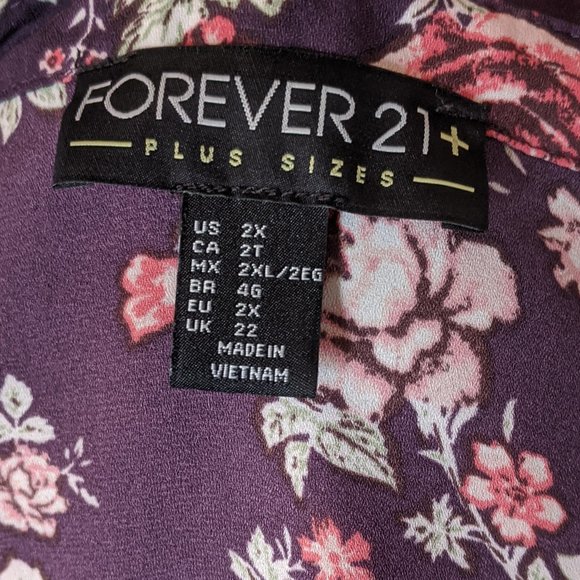 FOREVER 21+
PLUS SIZES
US 2X
CA 2T
MX 2XL/2EG
BR 4G
EU 2X
UK 22
MADE IN
VIETNAM